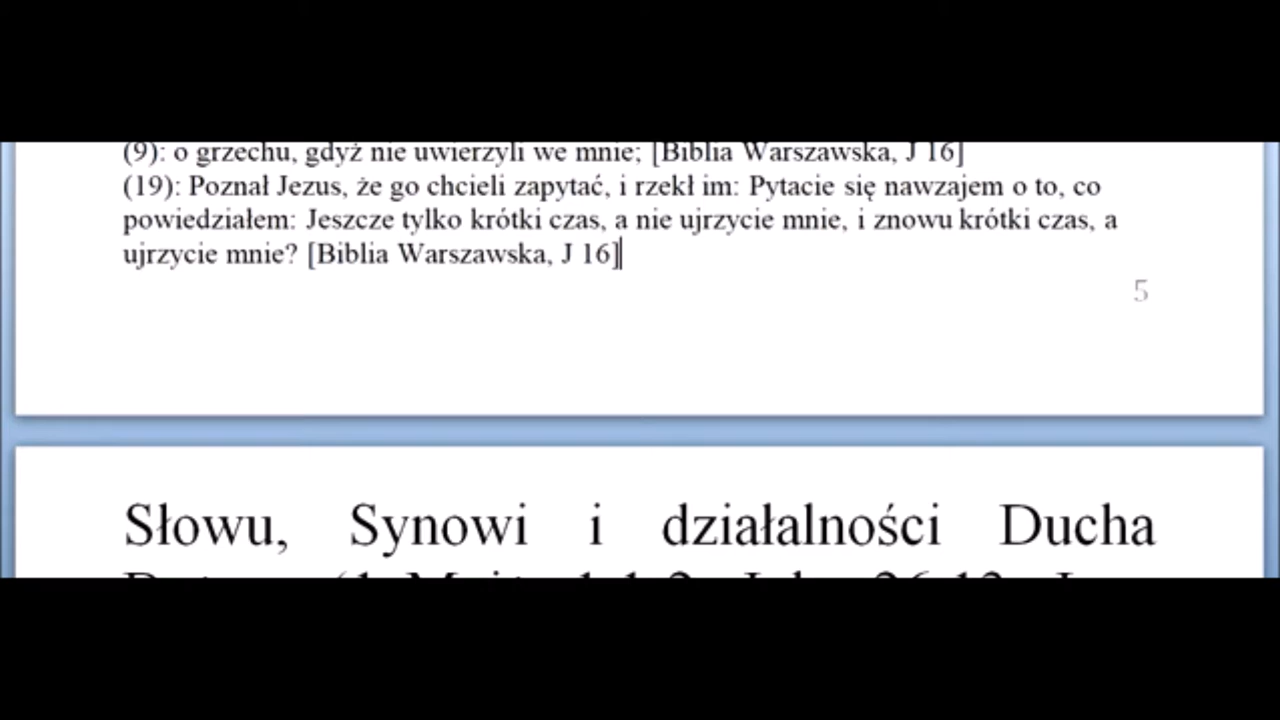 (9): o grzechu, gdyż nie uwierzyli we mnie; [Biblia Warszawska, J 16]
(19): Poznał Jezus, że go chcieli zapytać, i rzekł im: Pytacie się nawzajem o to, co
powiedziałem: Jeszcze tylko krótki czas, a nie ujrzycie mnie, i znowu krótki czas, a
ujrzycie mnie? [Biblia Warszawska, J 16]
5
Słowu, Synowi i działalności Ducha